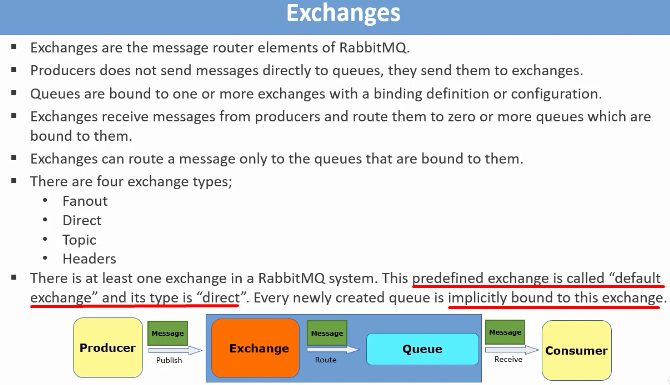 Exchanges
▪ Exchanges are the message router elements of RabbitMQ.
▪ Producers does not send messages directly to queues, they send them to exchanges.
▪ Queues are bound to one or more exchanges with a binding definition or configuration.
▪ Exchanges receive messages from producers and route them to zero or more queues which are
bound to them.
▪ Exchanges can route a message only to the queues that are bound to them.
▪ There are four exchange types;
• Fanout
• Direct
• Topic
• Headers
▪ There is at least one exchange in a RabbitMQ system. This predefined exchange is called “default
exchange” and its type is “direct”. Every newly created queue is implicitly bound to this exchange.
Producer
Message
Publish
Exchange
Message
Route
Queue
Message
Receive
Consumer